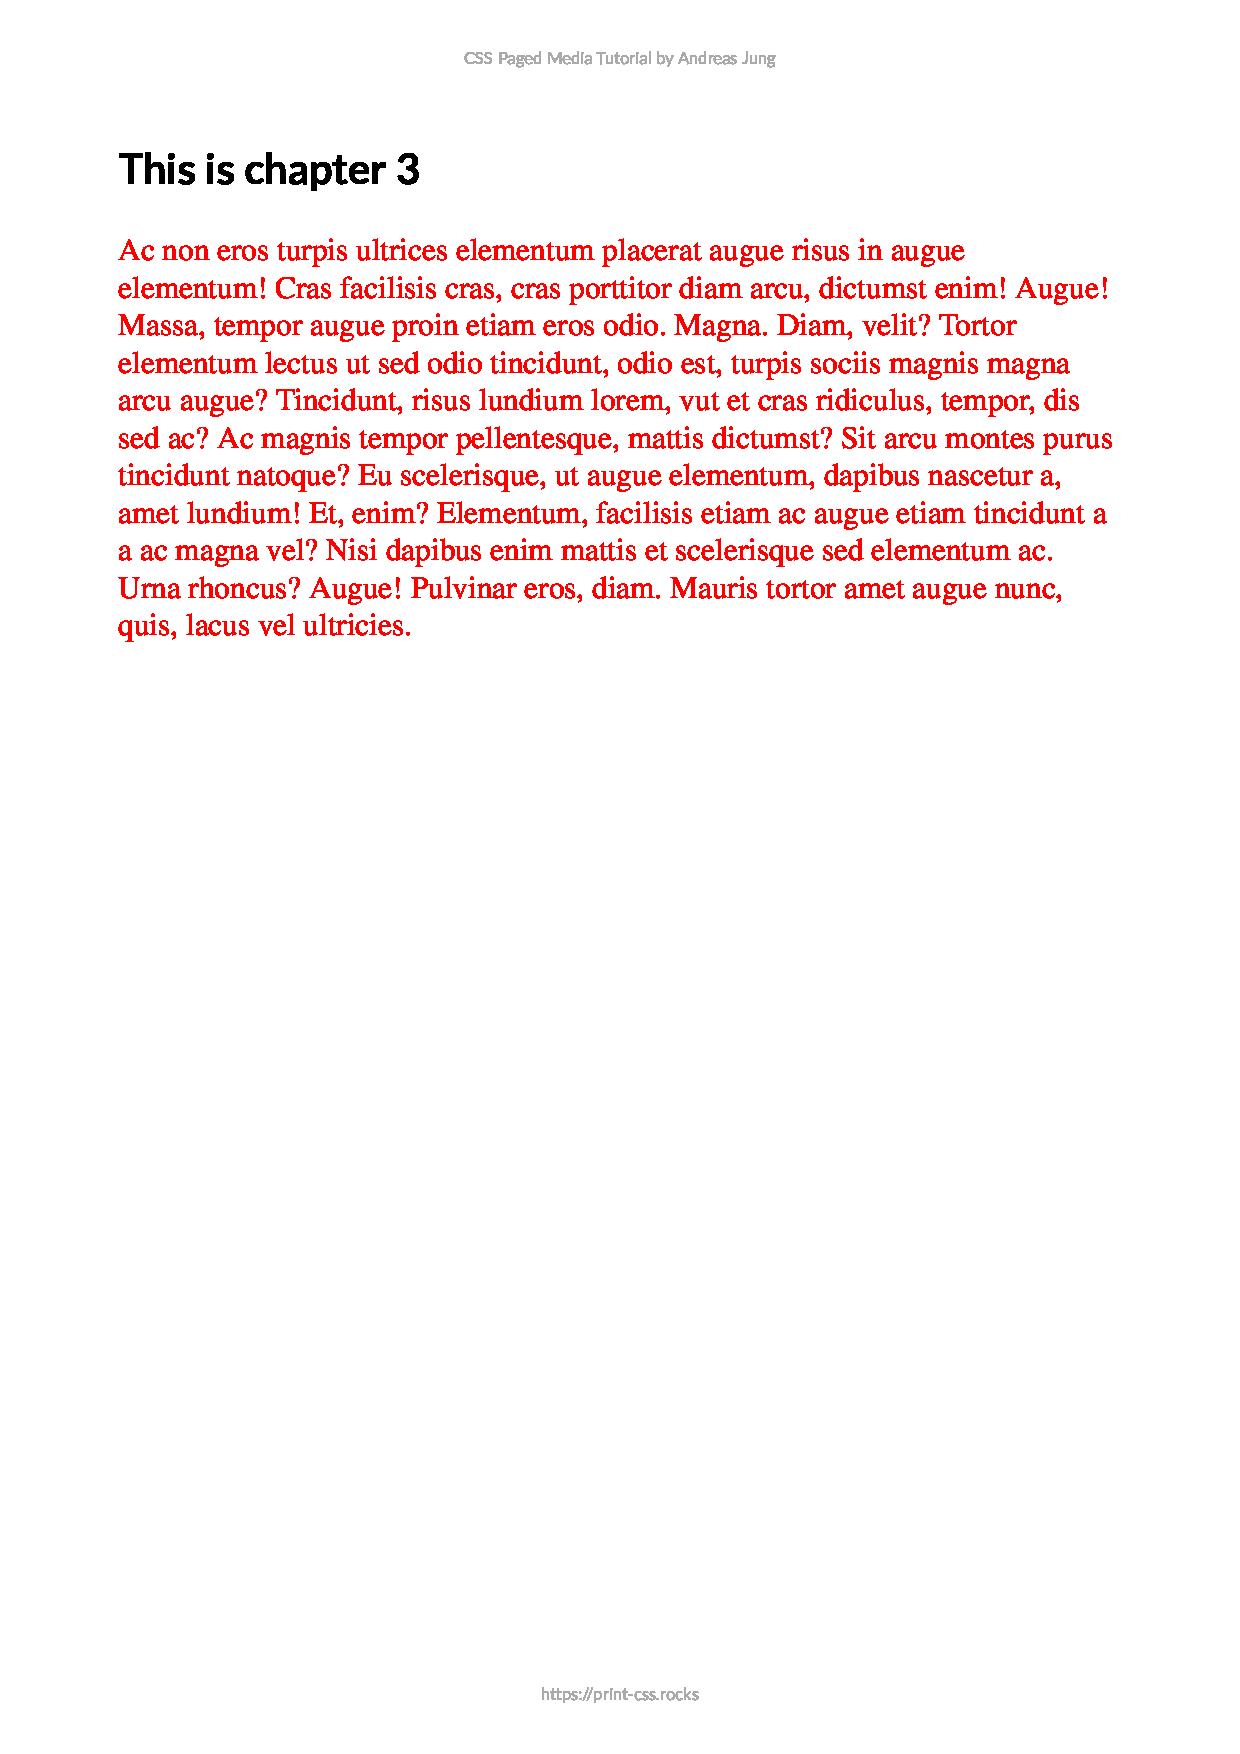 CSS Paged Media Tutorial by Andreas Jung
This is chapter 3
Ac non eros turpis ultrices elementum placerat augue risus in augue
elementum! Cras facilisis cras, cras porttitor diam arcu, dictumst enim! Augue!
Massa, tempor augue proin etiam eros odio. Magna. Diam, velit? Tortor
elementum lectus ut sed odio tincidunt, odio est, turpis sociis magnis magna
arcu augue? Tincidunt, risus lundium lorem, vut et cras ridiculus, tempor, dis
sed ac? Ac magnis tempor pellentesque, mattis dictumst? Sit arcu montes purus
tincidunt natoque? Eu scelerisque, ut augue elementum, dapibus nascetur a,
amet lundium! Et, enim? Elementum, facilisis etiam ac augue etiam tincidunt a
a ac magna vel? Nisi dapibus enim mattis et scelerisque sed elementum ac.
Urna rhoncus? Augue! Pulvinar eros, diam. Mauris tortor amet augue nunc,
quis, lacus vel ultricies.
https://print-css.rocks